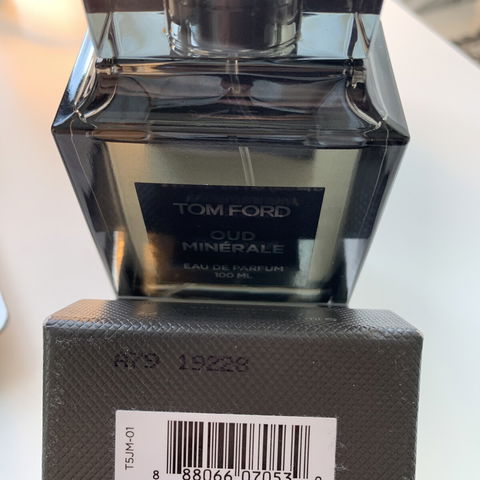 TOM FORD
OUD
MINÉRALE
EAU DE PARFUM
100 ML
A79 19228
T5JM-01
8 88066 07053